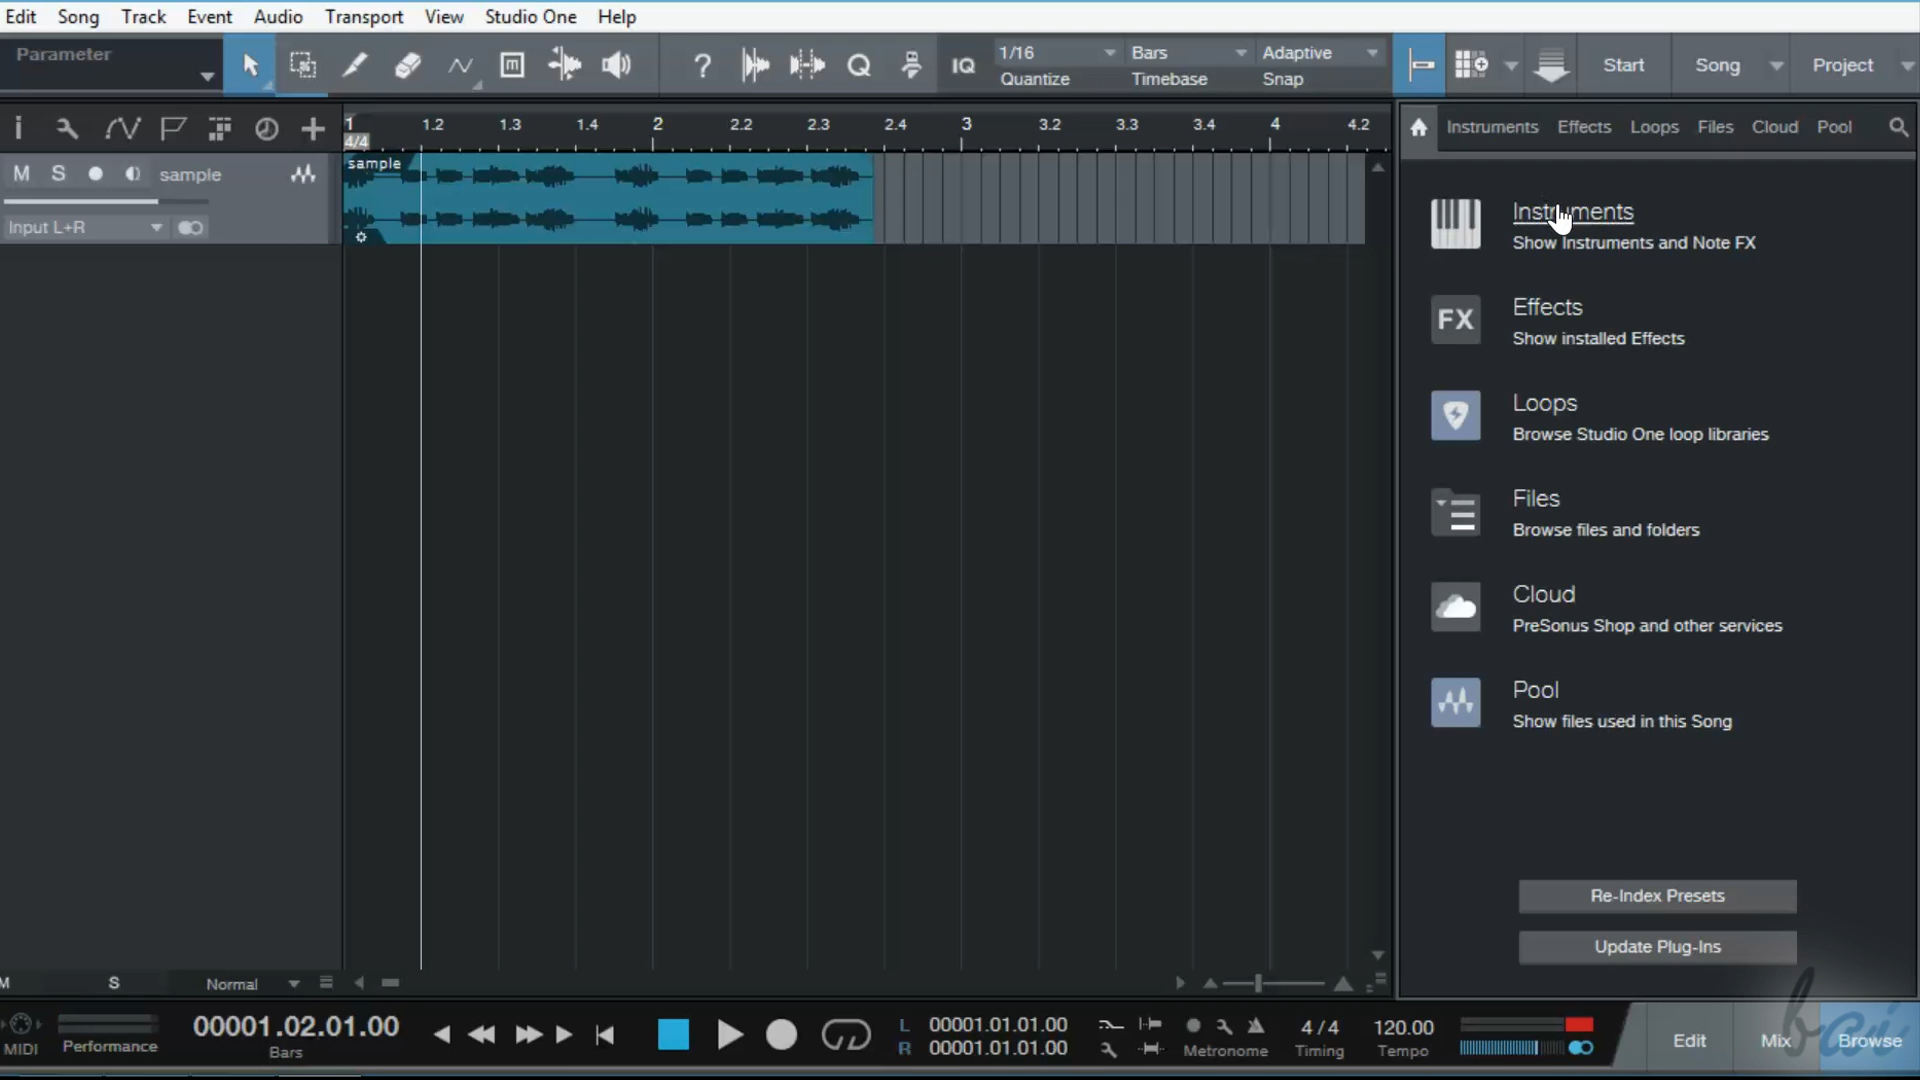 Edit Song Track Event Audio Transport View Studio One Help
Parameter
1/16 Bars Adaptive
Quantize Timebase Snap
IQ
Start Song Project
1 1.2 1.3 1.4 2 2.2 2.3 2.4 3 3.2 3.3 3.4 4 4.2
4/4
Instruments Effects Loops Files Cloud Pool
sample
M S sample
Input L+R
Instruments
Show Instruments and Note FX
FX
Effects
Show installed Effects
Loops
Browse Studio One loop libraries
Files
Browse files and folders
Cloud
PreSonus Shop and other services
Pool
Show files used in this Song
Re-Index Presets
Update Plug-Ins
M S Normal
MIDI
Performance
00001.02.01.00
Bars
L 00001.01.01.00
R 00001.01.01.00
Metronome
4 / 4
Timing
120.00
Tempo
Edit Mix Browse